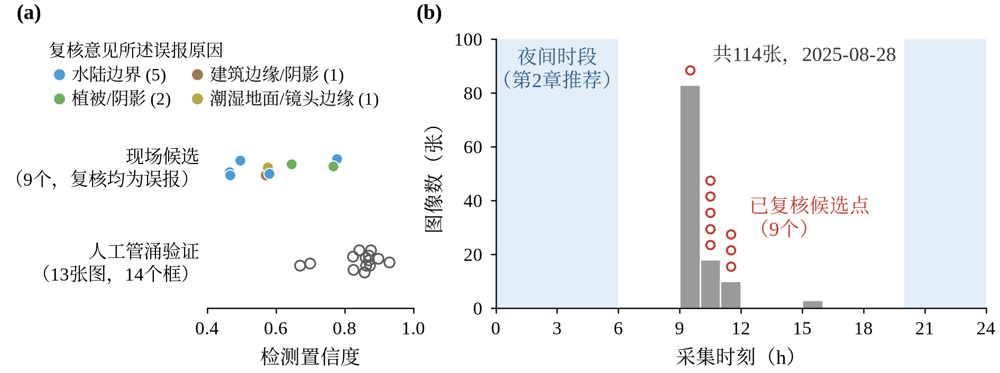 (a)
复核意见所述误报原因
水陆边界 (5)
建筑边缘/阴影 (1)
植被/阴影 (2)
潮湿地面/镜头边缘 (1)
现场候选
（9个，复核均为误报）
人工管涌验证
（13张图，14个框）
0.4 0.6 0.8 1.0
检测置信度
(b)
图像数（张）
100
80
60
40
20
0
夜间时段
（第2章推荐）
共114张，2025-08-28
已复核候选点
（9个）
0 3 6 9 12 15 18 21 24
采集时刻（h）